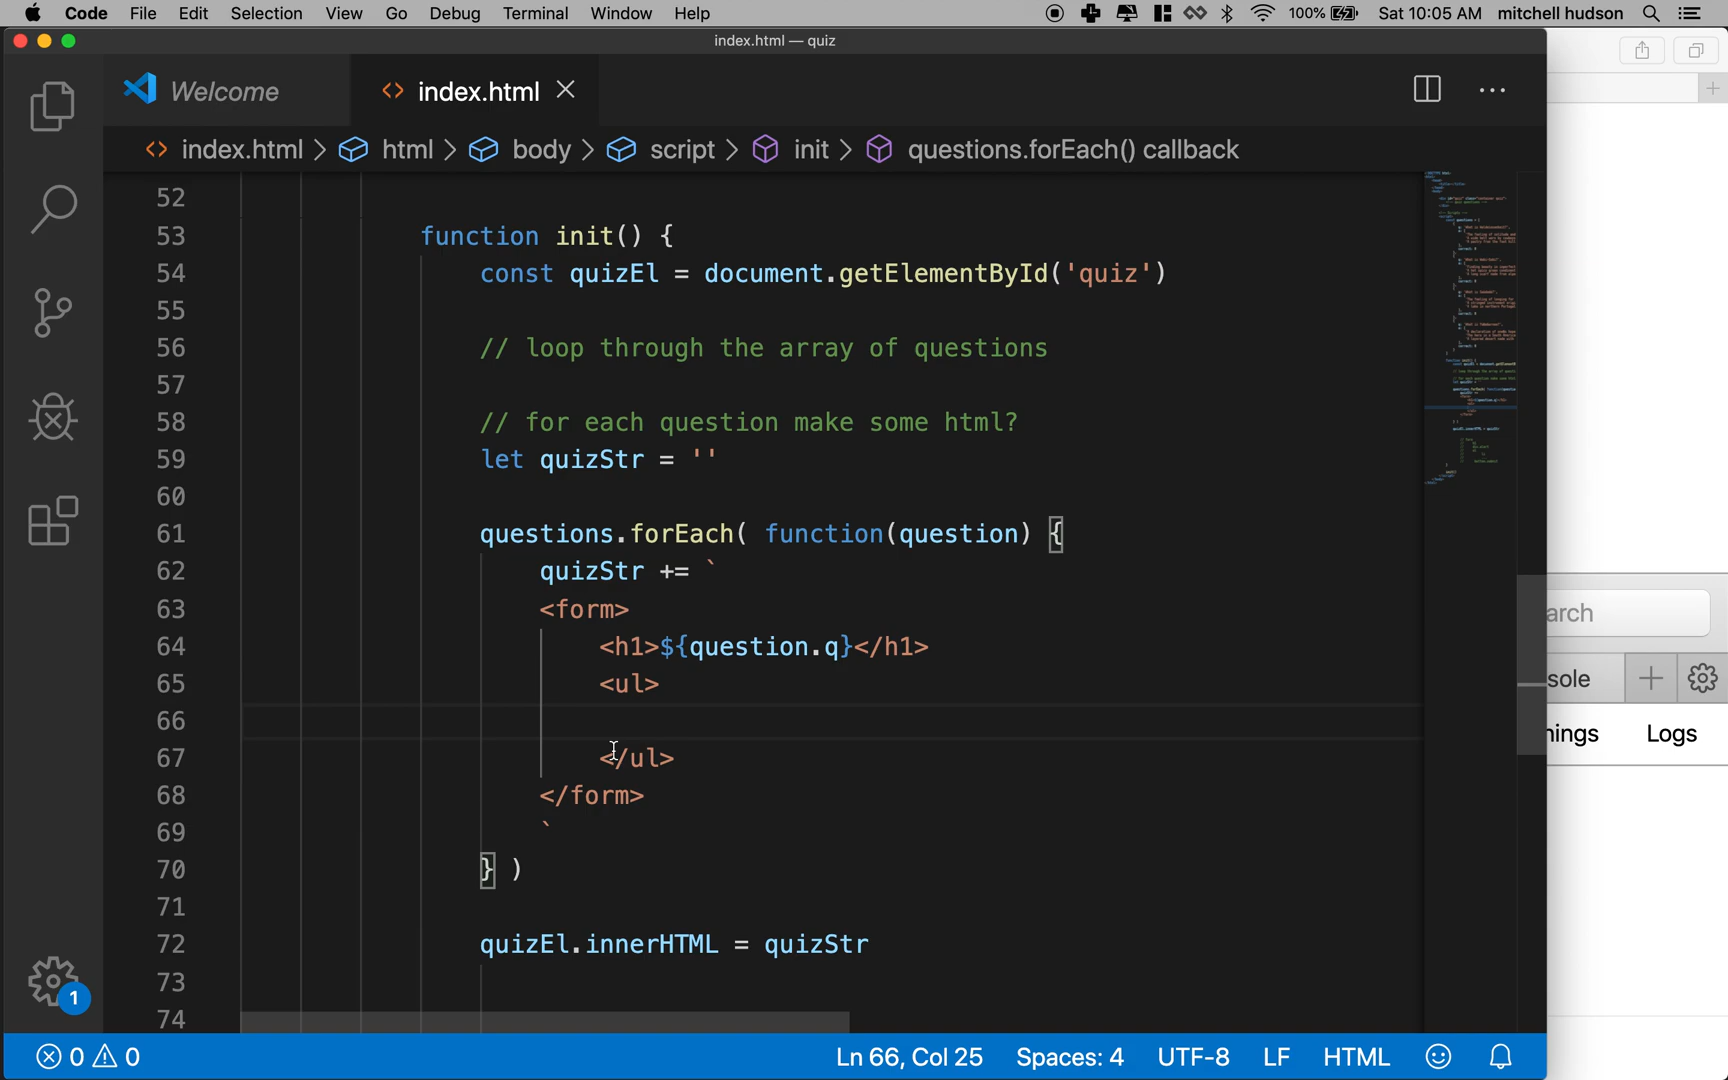 Code File Edit Selection View Go Debug Terminal Window Help 100% Sat 10:05 AM mitchell hudson
index.html — quiz
Welcome index.html
index.html > html > body > script > init > questions.forEach() callback
52
53 function init() {
54 const quizEl = document.getElementById('quiz')
55
56 // loop through the array of questions
57
58 // for each question make some html?
59 let quizStr = ''
60
61 questions.forEach( function(question) {
62 quizStr += `
63 <form>
64 <h1>${question.q}</h1>
65 <ul>
66
67 </ul>
68 </form>
69 `
70 } )
71
72 quizEl.innerHTML = quizStr
73
74
arch
sole
Logs
1
0 0 Ln 66, Col 25 Spaces: 4 UTF-8 LF HTML